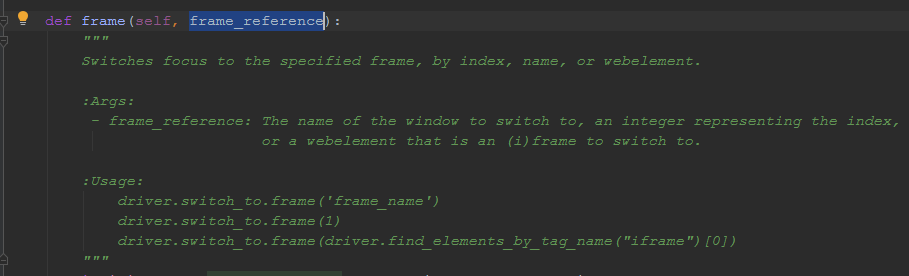 def frame(self, frame_reference):
"""
Switches focus to the specified frame, by index, name, or webelement.
:Args:
- frame_reference: The name of the window to switch to, an integer representing the index,
or a webelement that is an (i)frame to switch to.
:Usage:
driver.switch_to.frame('frame_name')
driver.switch_to.frame(1)
driver.switch_to.frame(driver.find_elements_by_tag_name("iframe")[0])
"""